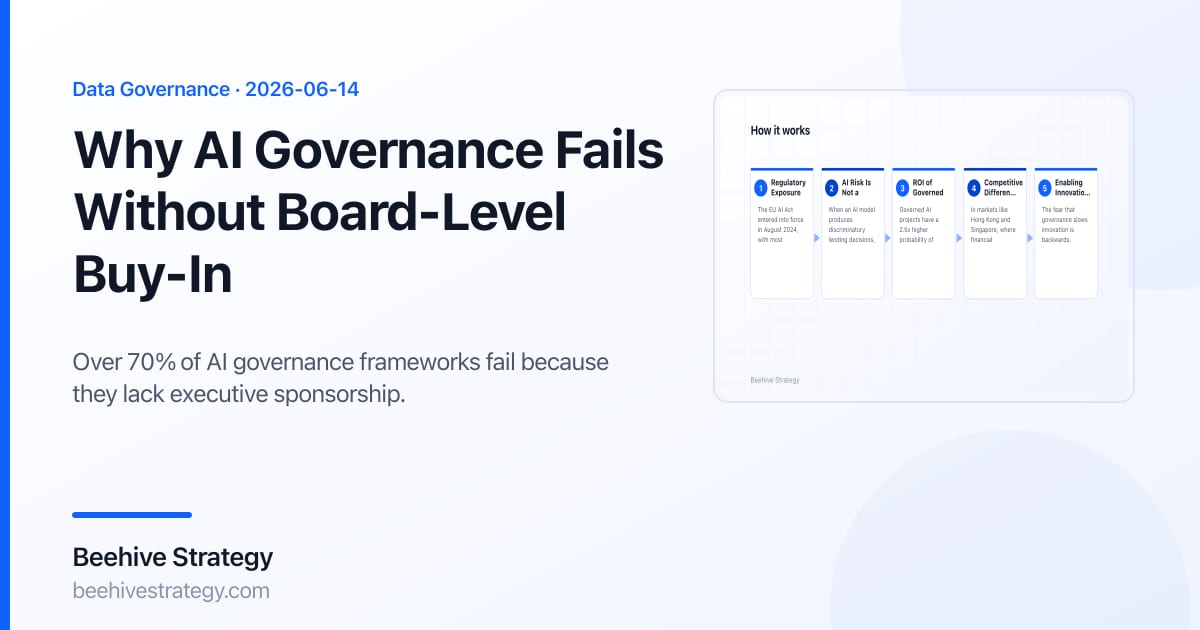 Data Governance · 2026-06-14
Why AI Governance Fails
Without Board-Level
Buy-In
Over 70% of AI governance frameworks fail because
they lack executive sponsorship.
Beehive Strategy
beehivestrategy.com
How it works
1
Regulatory
Exposure
The EU AI Act
entered into force
in August 2024,
with most
2
AI Risk Is
Not a
When an AI model
produces
discriminatory
lending decisions,
3
ROI of
Governed
Governed AI
projects have a
2.5x higher
probability of
4
Competitive
Differen...
In markets like
Hong Kong and
Singapore, where
financial
5
Enabling
Innovatio...
The fear that
governance slows
innovation is
backwards.
Beehive Strategy